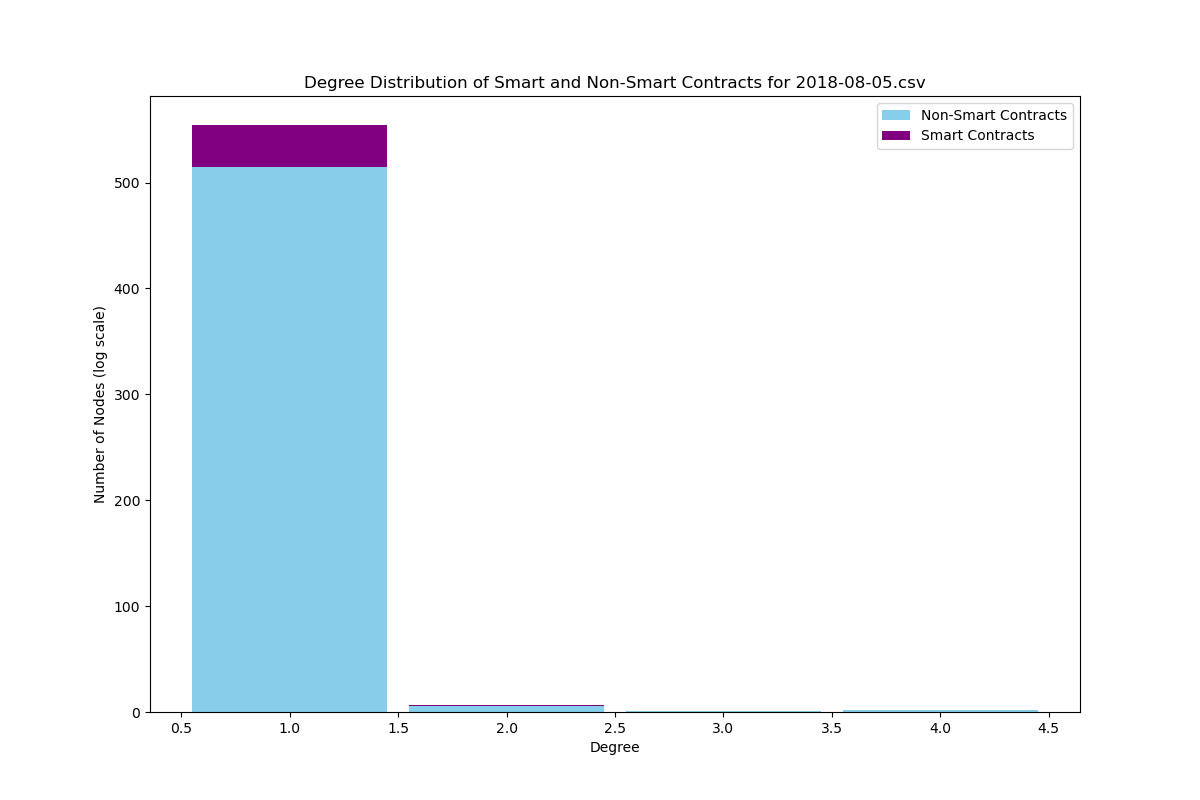 Degree Distribution of Smart and Non-Smart Contracts for 2018-08-05.csv
Non-Smart Contracts
Smart Contracts
Number of Nodes (log scale)
500
400
300
200
100
0
0.5 1.0 1.5 2.0 2.5 3.0 3.5 4.0 4.5
Degree